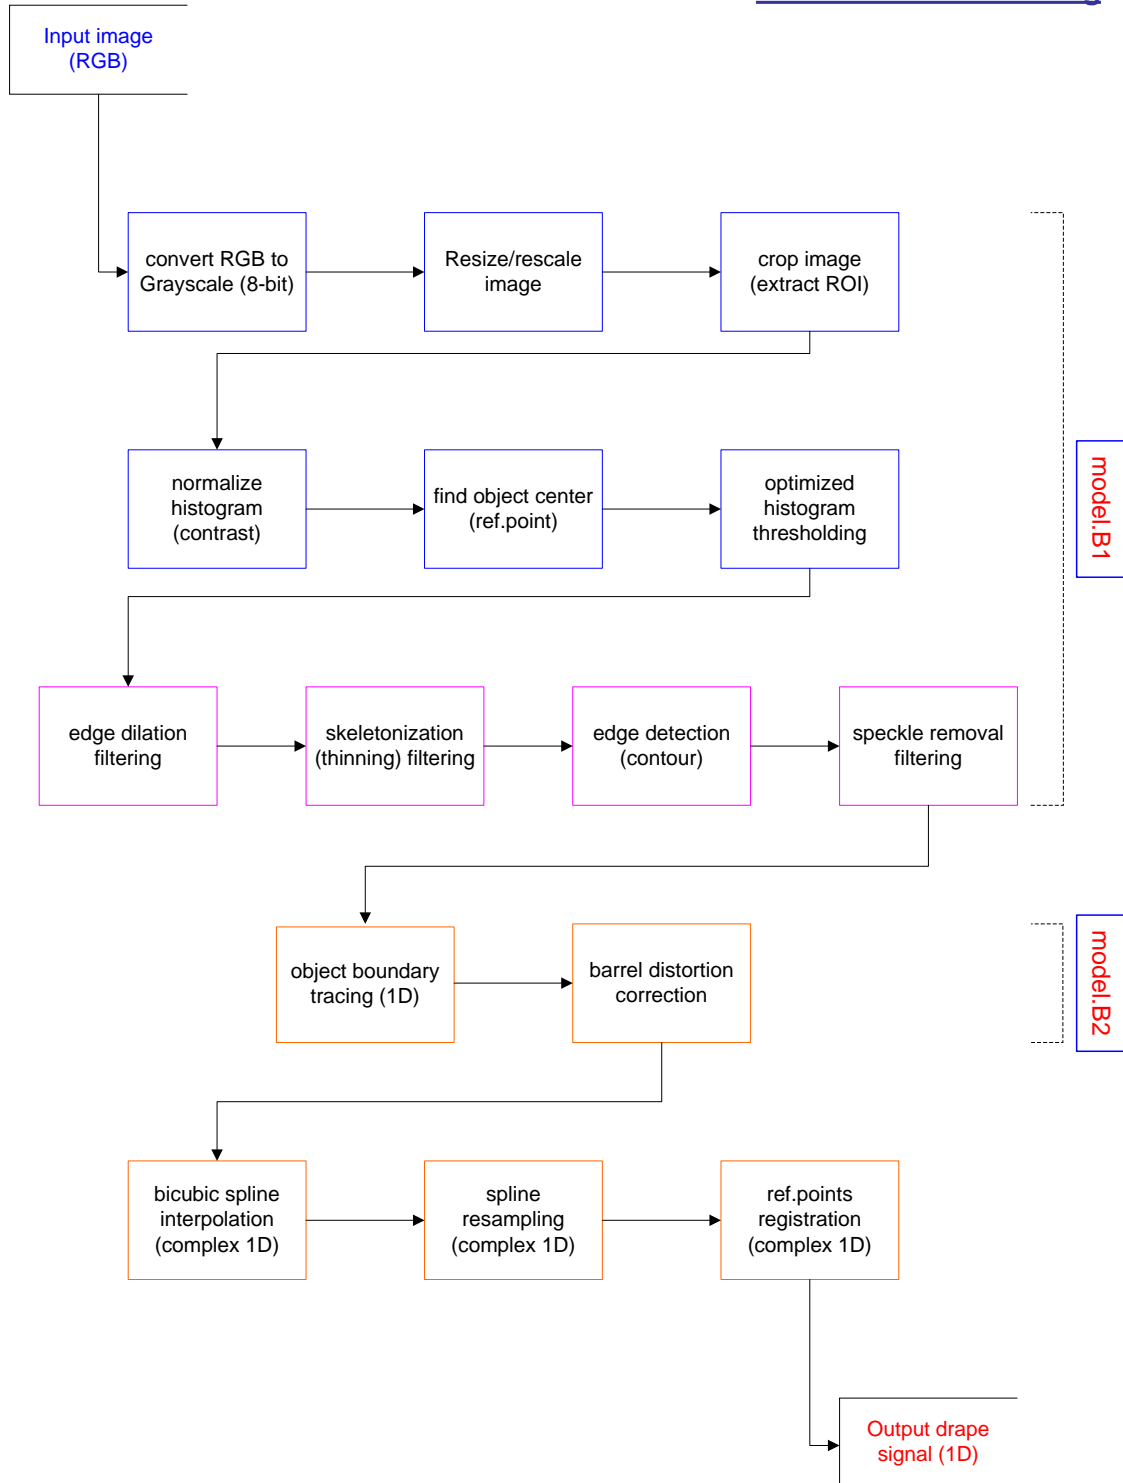 Input image
(RGB)
convert RGB to
Grayscale (8-bit)
Resize/rescale
image
crop image
(extract ROI)
normalize
histogram
(contrast)
find object center
(ref.point)
optimized
histogram
thresholding
model.B1
edge dilation
filtering
skeletonization
(thinning) filtering
edge detection
(contour)
speckle removal
filtering
object boundary
tracing (1D)
barrel distortion
correction
model.B2
bicubic spline
interpolation
(complex 1D)
spline
resampling
(complex 1D)
ref.points
registration
(complex 1D)
Output drape
signal (1D)